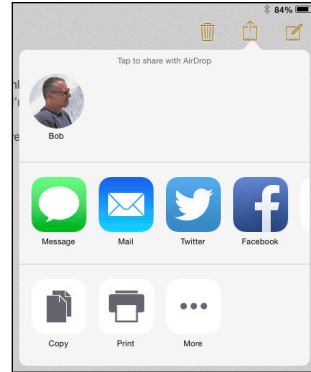 84%
Tap to share with AirDrop
Bob
Message Mail Twitter Facebook
Copy Print More